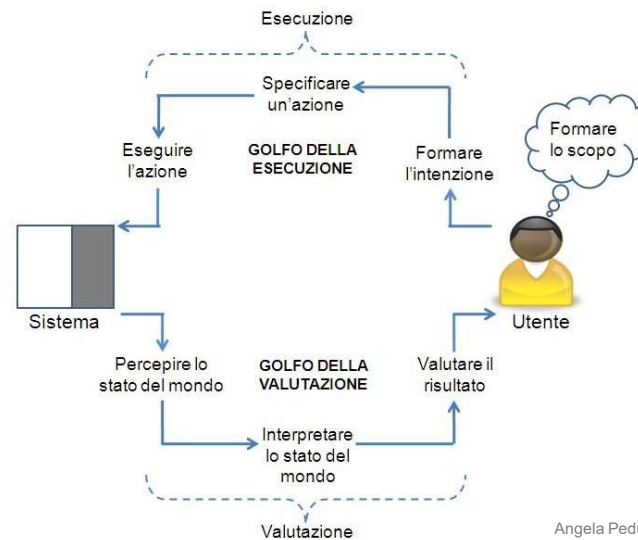 Esecuzione
Specificare
un'azione
Formare
lo scopo
Eseguire
l'azione
GOLFO DELLA
ESECUZIONE
Formare
l'intenzione
Sistema
Utente
Percepire lo
stato del mondo
GOLFO DELLA
VALUTAZIONE
Valutare il
risultato
Interpretare
lo stato del
mondo
Valutazione
Angela